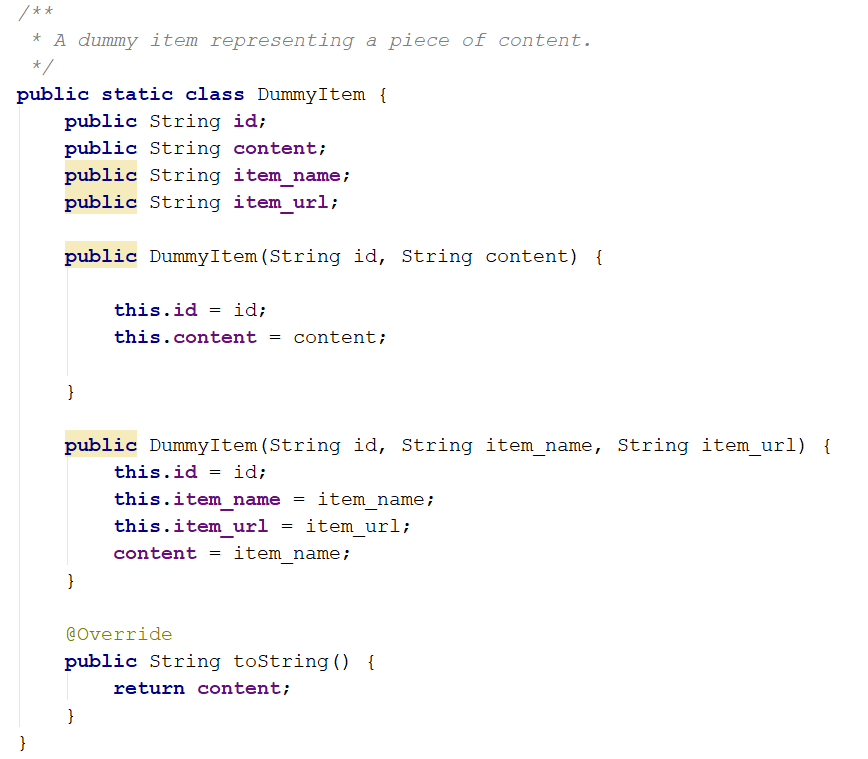 /**
 * A dummy item representing a piece of content.
 */
public static class DummyItem {
    public String id;
    public String content;
    public String item_name;
    public String item_url;

    public DummyItem(String id, String content) {

        this.id = id;
        this.content = content;

    }

    public DummyItem(String id, String item_name, String item_url) {
        this.id = id;
        this.item_name = item_name;
        this.item_url = item_url;
        content = item_name;
    }

    @Override
    public String toString() {
        return content;
    }
}